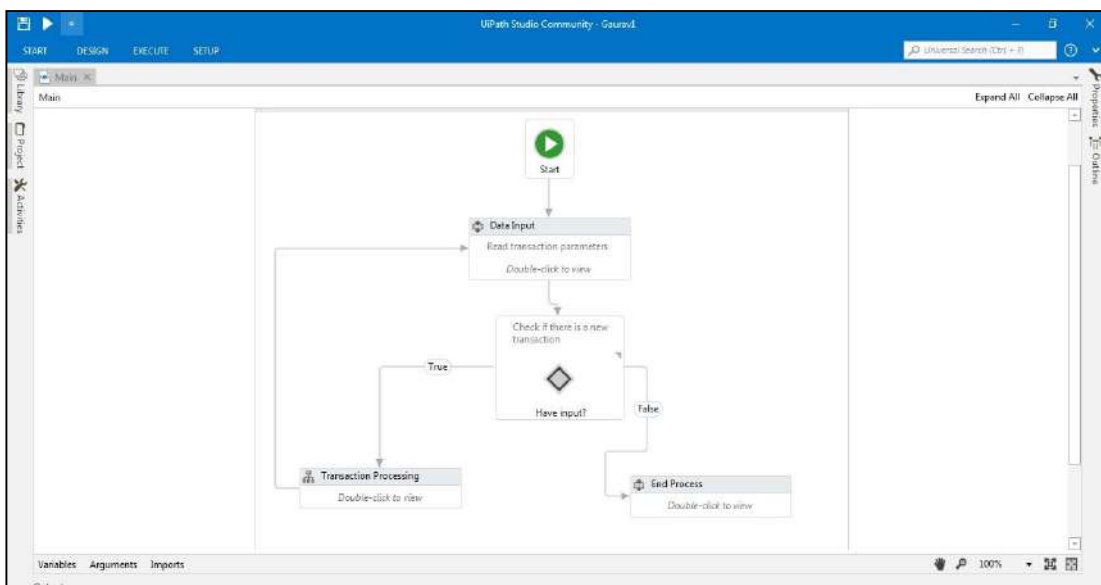 UiPath Studio Community - Gaurav1
START DESIGN EXECUTE SETUP
Universal Search (Ctrl + F)
Main
Main
Expand All Collapse All
Library
Project
Activities
Properties
Outline
Start
Data Input
Read transaction parameters
Double-click to view
Check if there is a new
transaction
True
Have input?
False
Transaction Processing
Double-click to view
End Process
Double-click to view
Variables Arguments Imports
100%